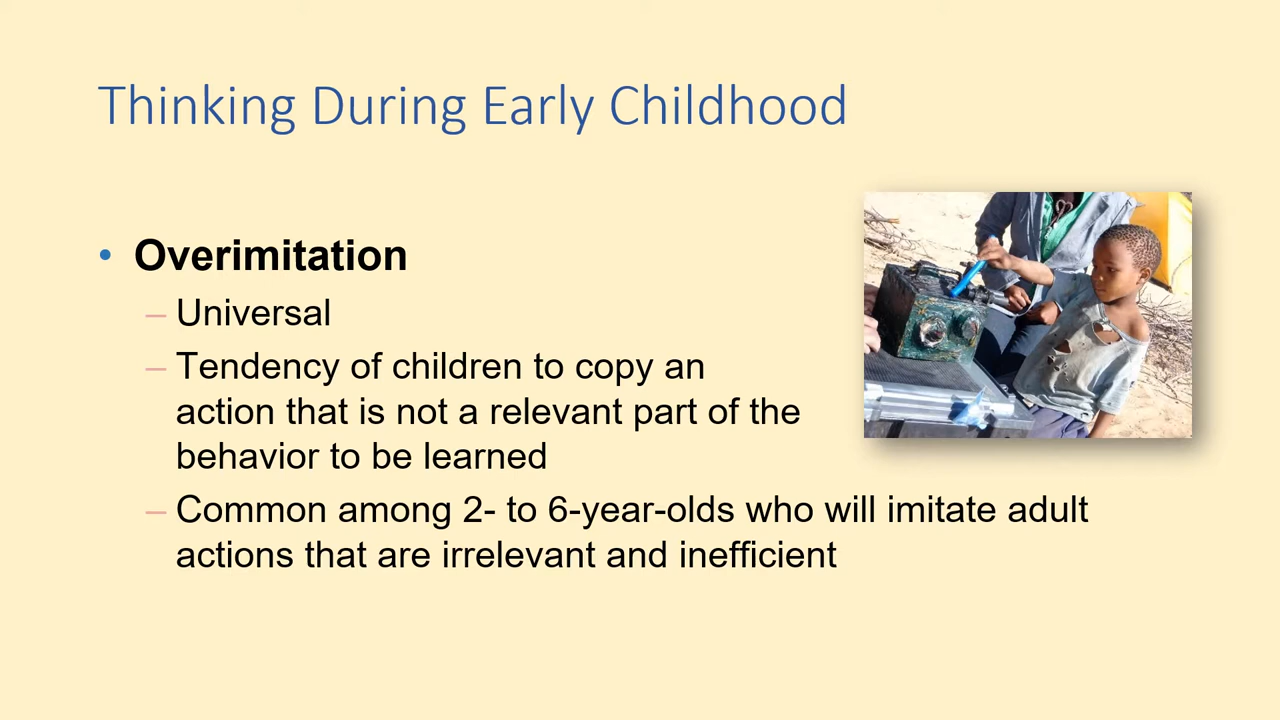 Thinking During Early Childhood
• Overimitation
– Universal
– Tendency of children to copy an
action that is not a relevant part of the
behavior to be learned
– Common among 2- to 6-year-olds who will imitate adult
actions that are irrelevant and inefficient